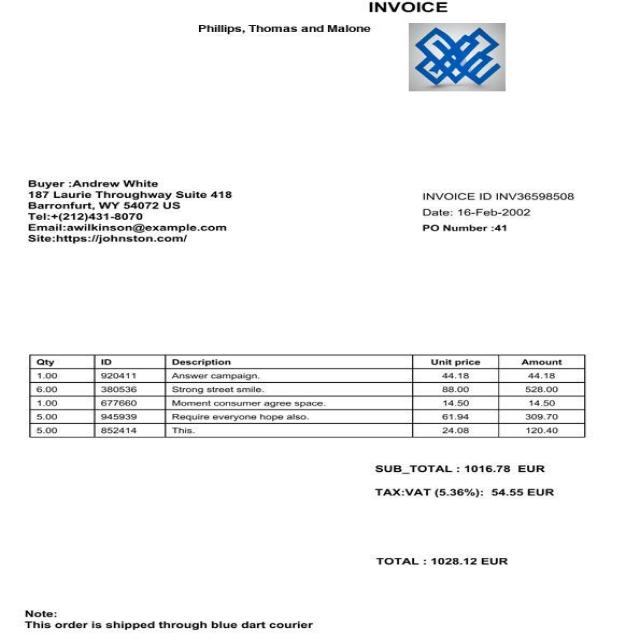 INVOICE
Phillips, Thomas and Malone
Buyer :Andrew White
187 Laurie Throughway Suite 418
Barronfurt, WY 54072 US
Tel:+(212)431-8070
Email:awilkinson@example.com
Site:https://johnston.com/
INVOICE ID INV36598508
Date: 16-Feb-2002
PO Number :41
Qty ID Description Unit price Amount
1.00 920411 Answer campaign. 44.18 44.18
6.00 380536 Strong street smile. 88.00 528.00
1.00 677660 Moment consumer agree space. 14.50 14.50
5.00 945939 Require everyone hope also. 61.94 309.70
5.00 852414 This. 24.08 120.40
SUB_TOTAL : 1016.78 EUR
TAX:VAT (5.36%): 54.55 EUR
TOTAL : 1028.12 EUR
Note:
This order is shipped through blue dart courier